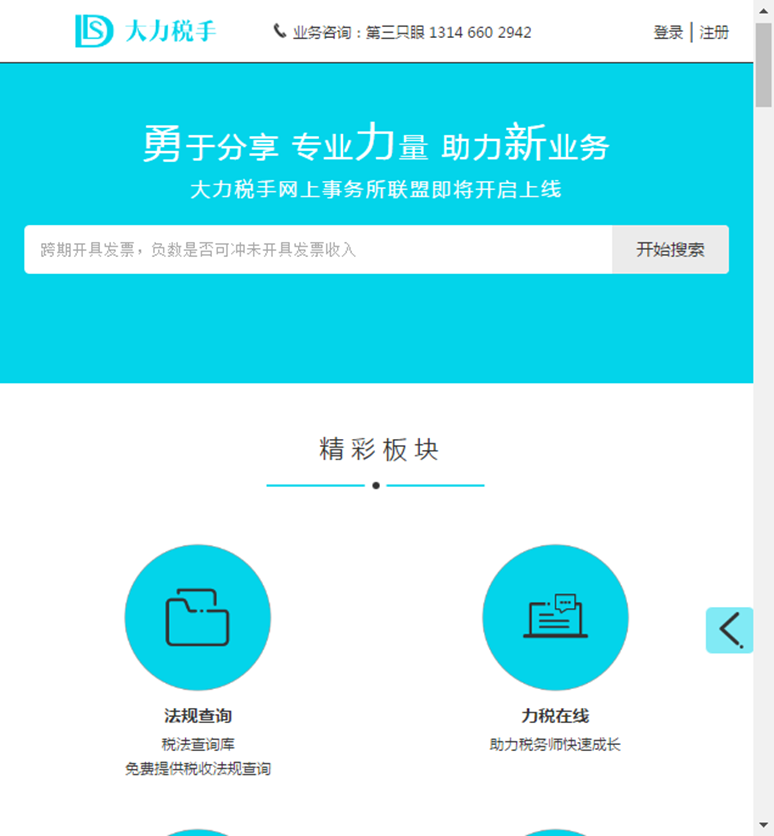 大力税手
业务咨询：第三只眼 1314 660 2942
登录 | 注册
勇于分享 专业力量 助力新业务
大力税手网上事务所联盟即将开启上线
跨期开具发票，负数是否可冲未开具发票收入
开始搜索
精彩板块
法规查询
税法查询库
免费提供税收法规查询
力税在线
助力税务师快速成长